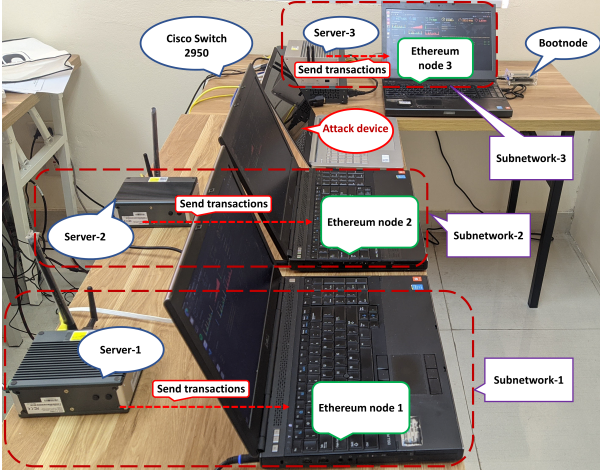 Server-3
Cisco Switch
2950
Ethereum
node 3
Bootnode
Send transactions
Attack device
Subnetwork-3
Send transactions
Ethereum node 2
Server-2
Subnetwork-2
Server-1
Send transactions
Subnetwork-1
Ethereum node 1